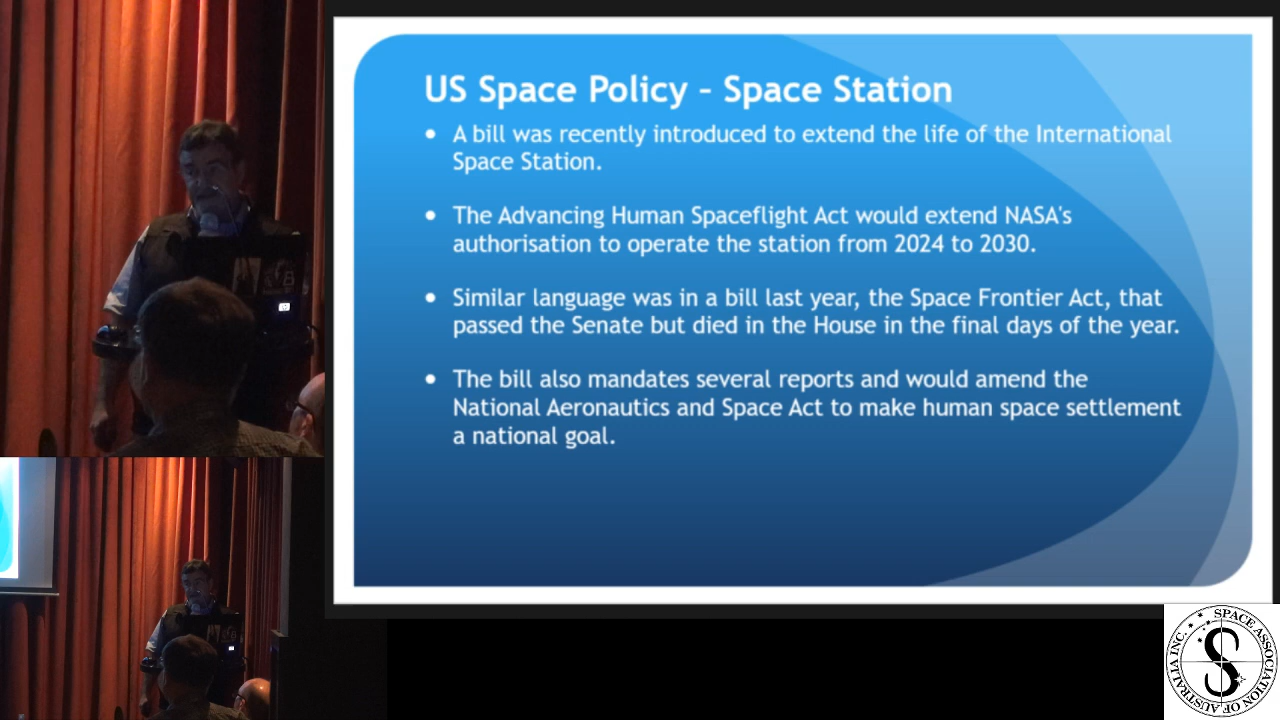 US Space Policy – Space Station
• A bill was recently introduced to extend the life of the International
Space Station.
• The Advancing Human Spaceflight Act would extend NASA's
authorisation to operate the station from 2024 to 2030.
• Similar language was in a bill last year, the Space Frontier Act, that
passed the Senate but died in the House in the final days of the year.
• The bill also mandates several reports and would amend the
National Aeronautics and Space Act to make human space settlement
a national goal.
SPACE ASSOCIATION OF AUSTRALIA INC.
S